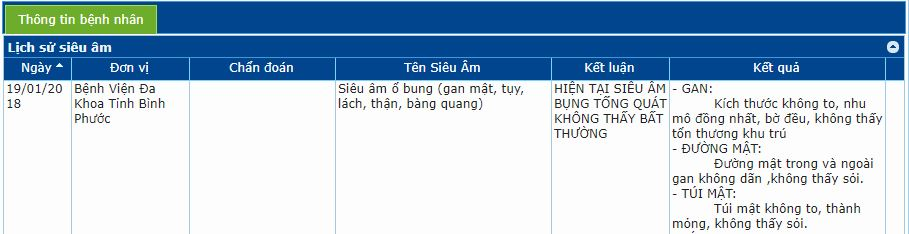 Thông tin bệnh nhân
Lịch sử siêu âm
Ngày Đơn vị Chẩn đoán Tên Siêu Âm Kết luận Kết quả
19/01/20
18
Bệnh Viện Đa
Khoa Tỉnh Bình
Phước
Siêu âm ổ bụng (gan mật, tụy,
lách, thận, bàng quang)
HIỆN TẠI SIÊU ÂM
BỤNG TỔNG QUÁT
KHÔNG THẤY BẤT
THƯỜNG
- GAN:
Kích thước không to, nhu
mô đồng nhất, bờ đều, không thấy
tổn thương khu trú
- ĐƯỜNG MẬT:
Đường mật trong và ngoài
gan không dãn ,không thấy sỏi.
- TÚI MẬT:
Túi mật không to, thành
mỏng, không thấy sỏi.